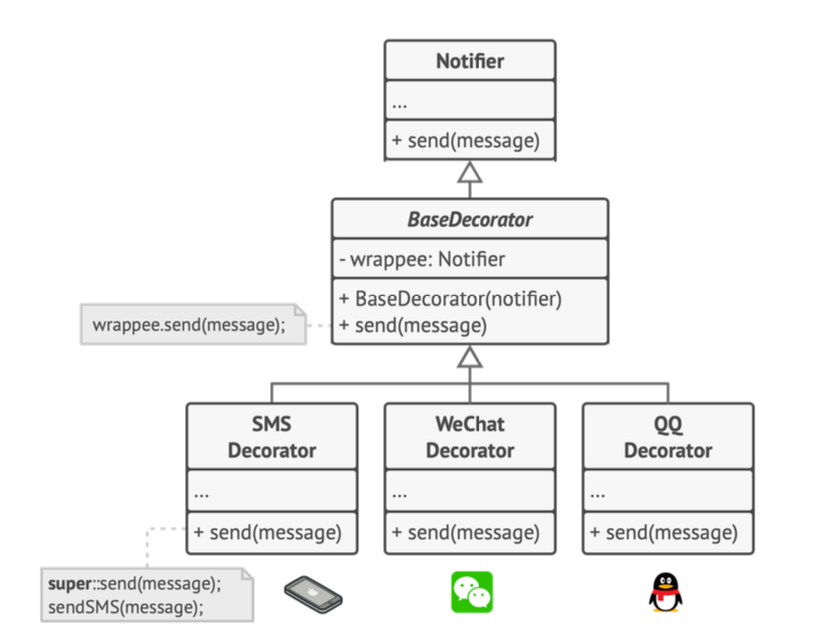 Notifier
...
+ send(message)
BaseDecorator
- wrappee: Notifier
+ BaseDecorator(notifier)
+ send(message)
wrappee.send(message);
SMS
Decorator
...
+ send(message)
WeChat
Decorator
...
+ send(message)
QQ
Decorator
...
+ send(message)
super::send(message);
sendSMS(message);